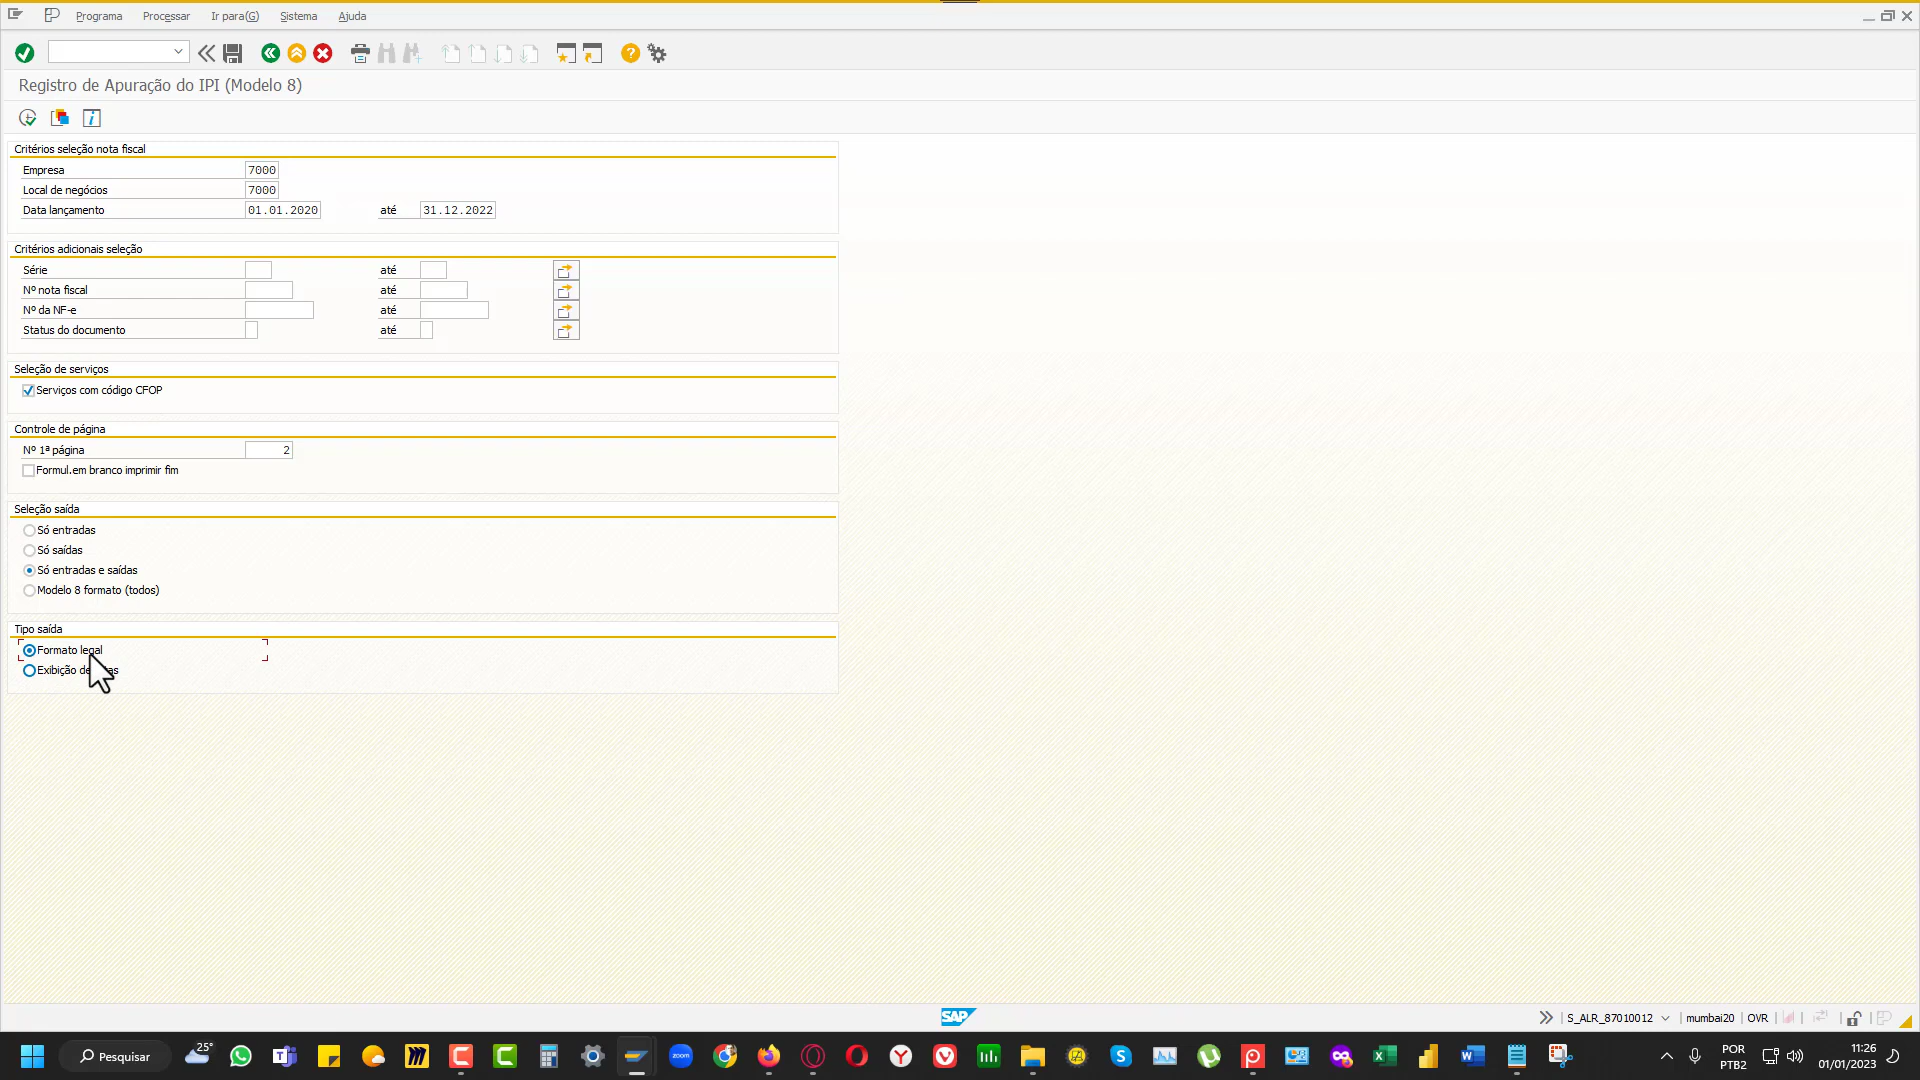 Programa Processar Ir para(G) Sistema Ajuda
Registro de Apuração do IPI (Modelo 8)
Critérios seleção nota fiscal
Empresa 7000
Local de negócios 7000
Data lançamento 01.01.2020 até 31.12.2022
Critérios adicionais seleção
Série até
Nº nota fiscal até
Nº da NF-e até
Status do documento até
Seleção de serviços
Serviços com código CFOP
Controle de página
Nº 1ª página 2
Formul.em branco imprimir fim
Seleção saída
Só entradas
Só saídas
Só entradas e saídas
Modelo 8 formato (todos)
Tipo saída
Formato legal
Exibição de
SAP S_ALR_87010012 mumbai20 OVR
Pesquisar 25° zoom POR 11:26
PTB2 01/01/2023